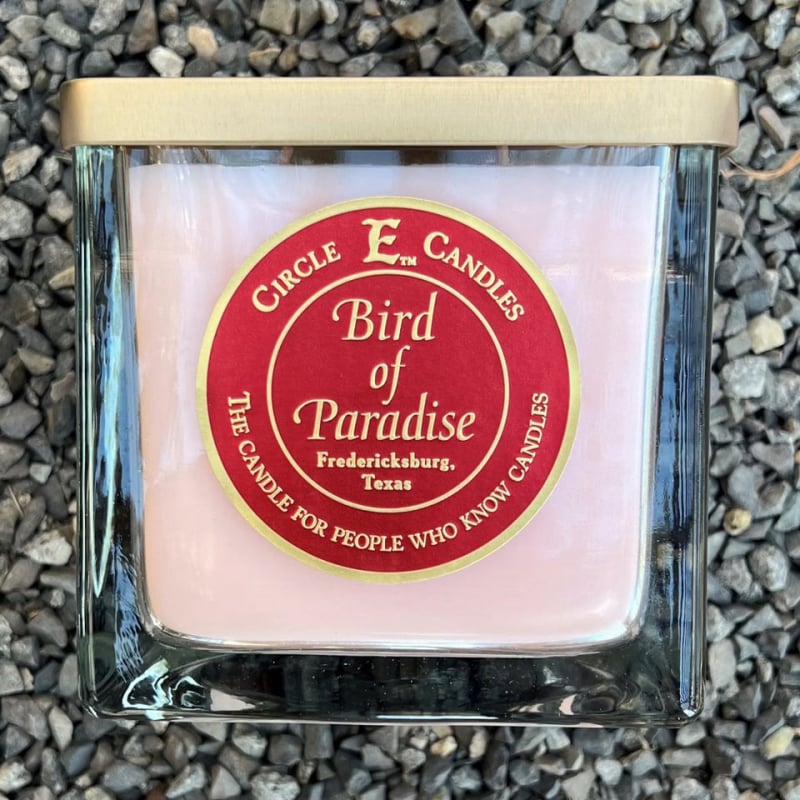 CIRCLE E™ CANDLES
Bird
of
Paradise
Fredericksburg,
Texas
THE CANDLE FOR PEOPLE WHO KNOW CANDLES